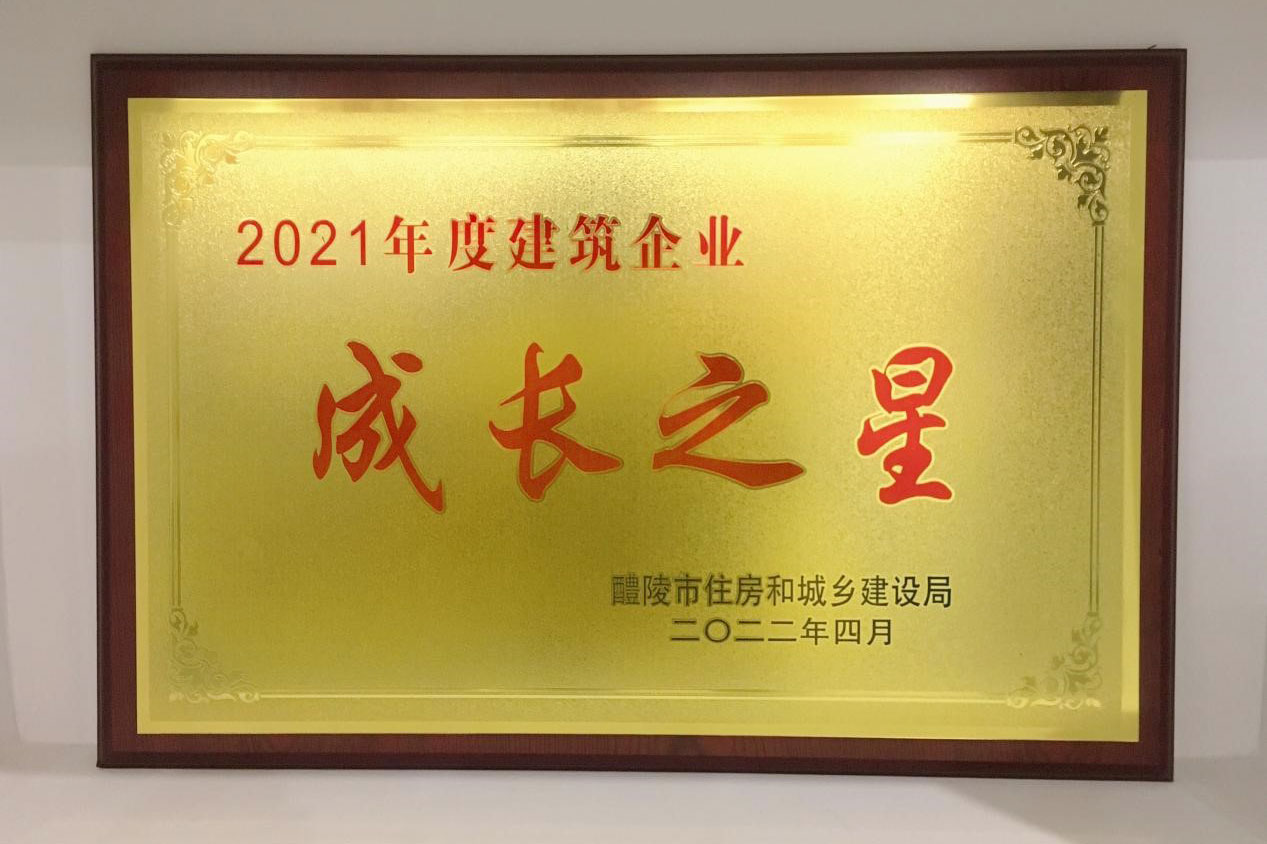 2021年度建筑企业
成长之星
醴陵市住房和城乡建设局
二〇二二年四月